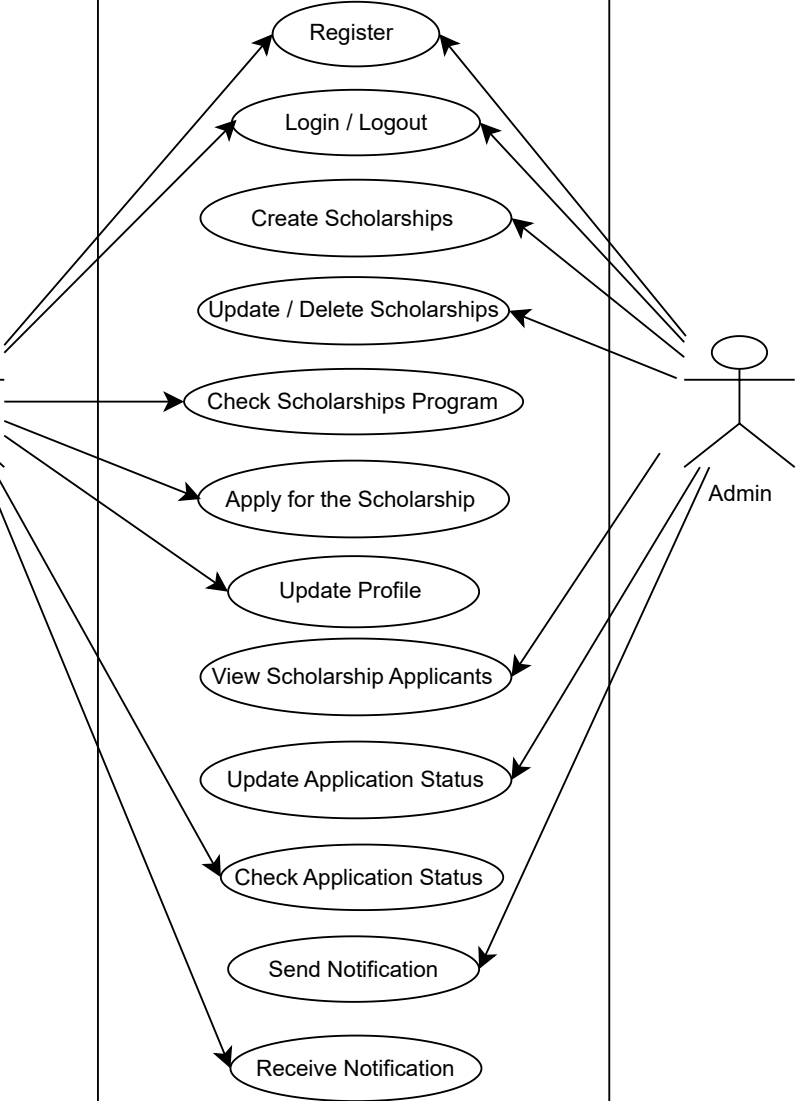 Register
Login / Logout
Create Scholarships
Update / Delete Scholarships
Check Scholarships Program
Apply for the Scholarship
Admin
Update Profile
View Scholarship Applicants
Update Application Status
Check Application Status
Send Notification
Receive Notification